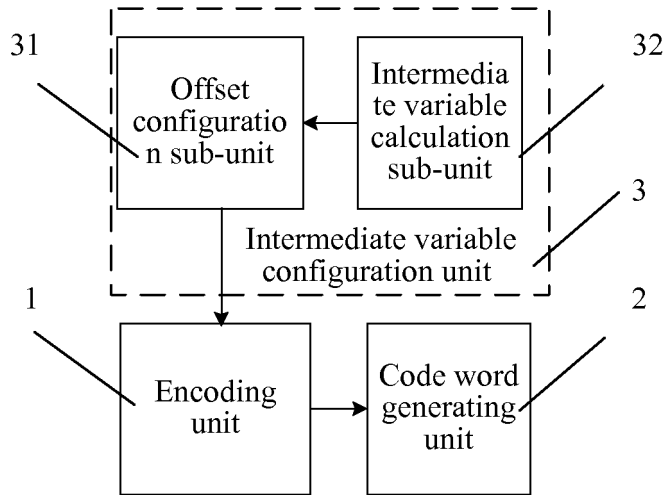 31
32
Offset
configuratio
n sub-unit
Intermedia
te variable
calculation
sub-unit
3
Intermediate variable
configuration unit
1
2
Encoding
unit
Code word
generating
unit